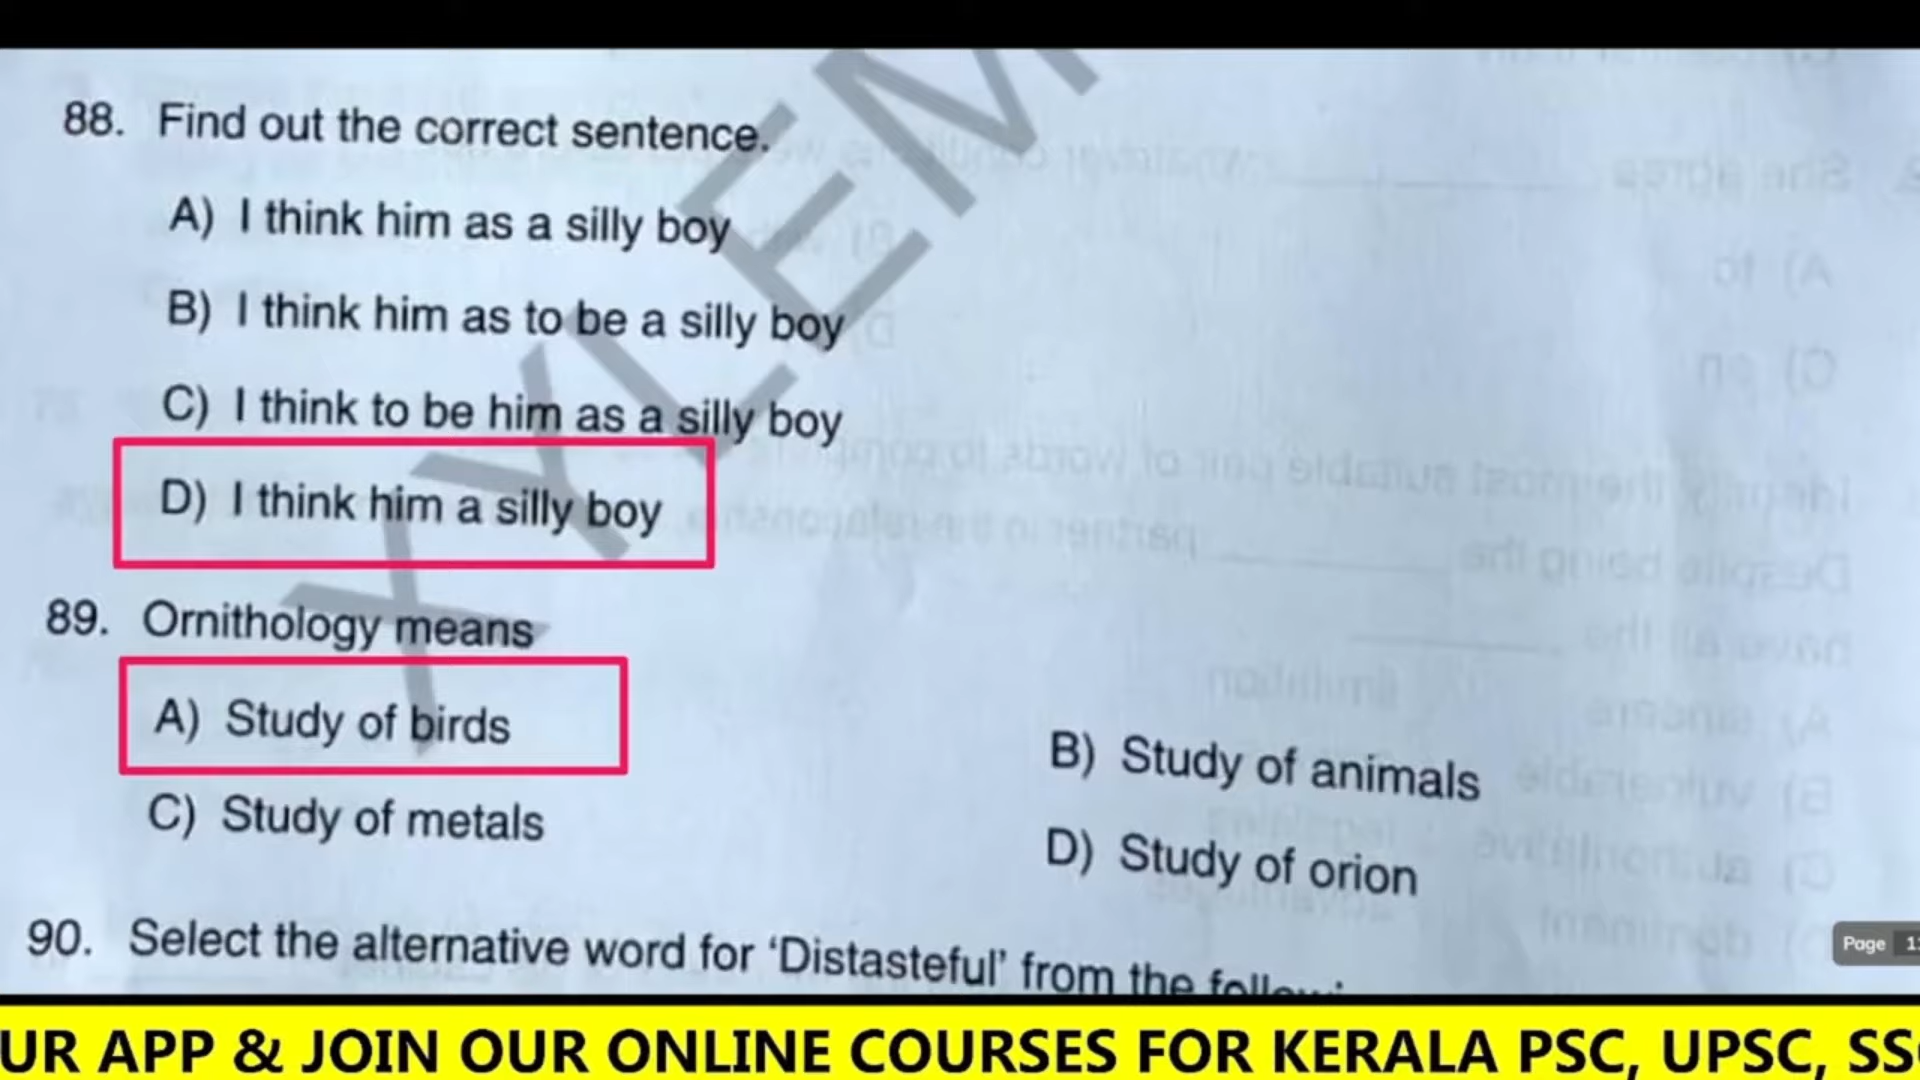 88. Find out the correct sentence.
A) I think him as a silly boy
B) I think him as to be a silly boy
C) I think to be him as a silly boy
D) I think him a silly boy
89. Ornithology means
A) Study of birds
B) Study of animals
C) Study of metals
D) Study of orion
90. Select the alternative word for ‘Distasteful’ from the
XYLEM
Page
UR APP & JOIN OUR ONLINE COURSES FOR KERALA PSC, UPSC,